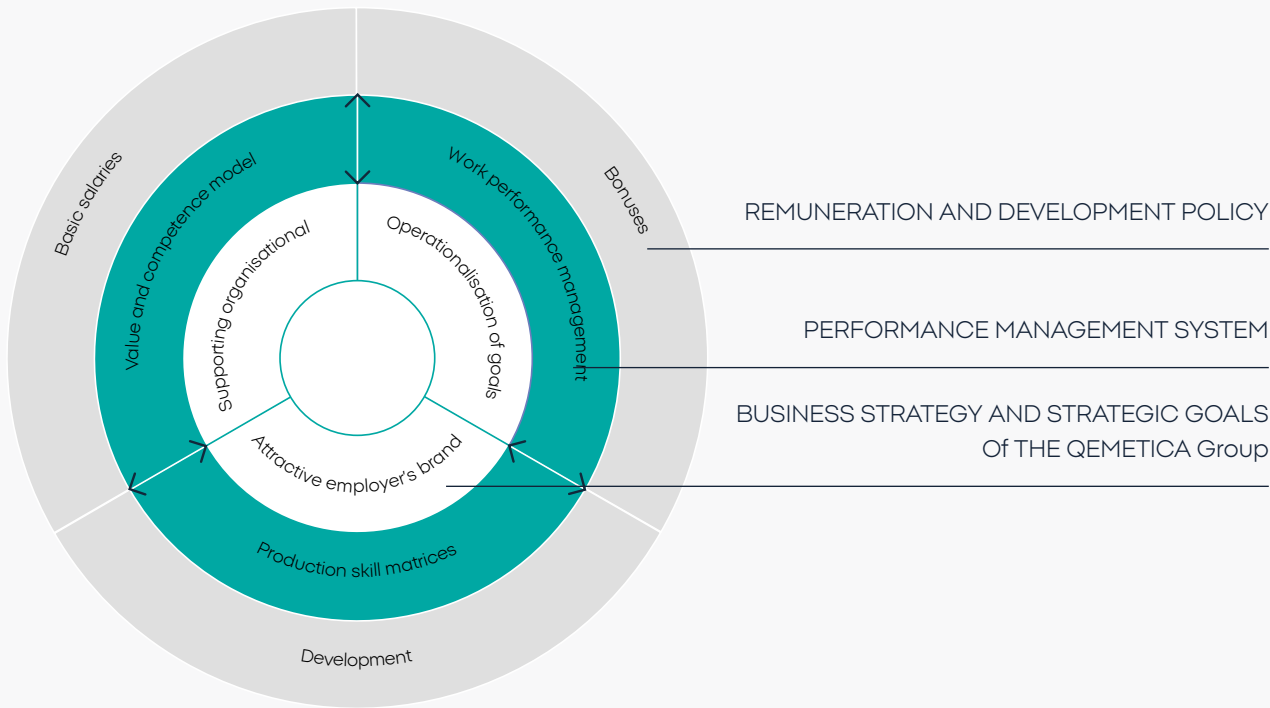 Basic salaries
Bonuses
Development
Value and competence model
Work performance management
Production skill matrices
Supporting organisational
Operationalisation of goals
Attractive employer's brand
REMUNERATION AND DEVELOPMENT POLICY
PERFORMANCE MANAGEMENT SYSTEM
BUSINESS STRATEGY AND STRATEGIC GOALS
Of THE QEMETICA Group